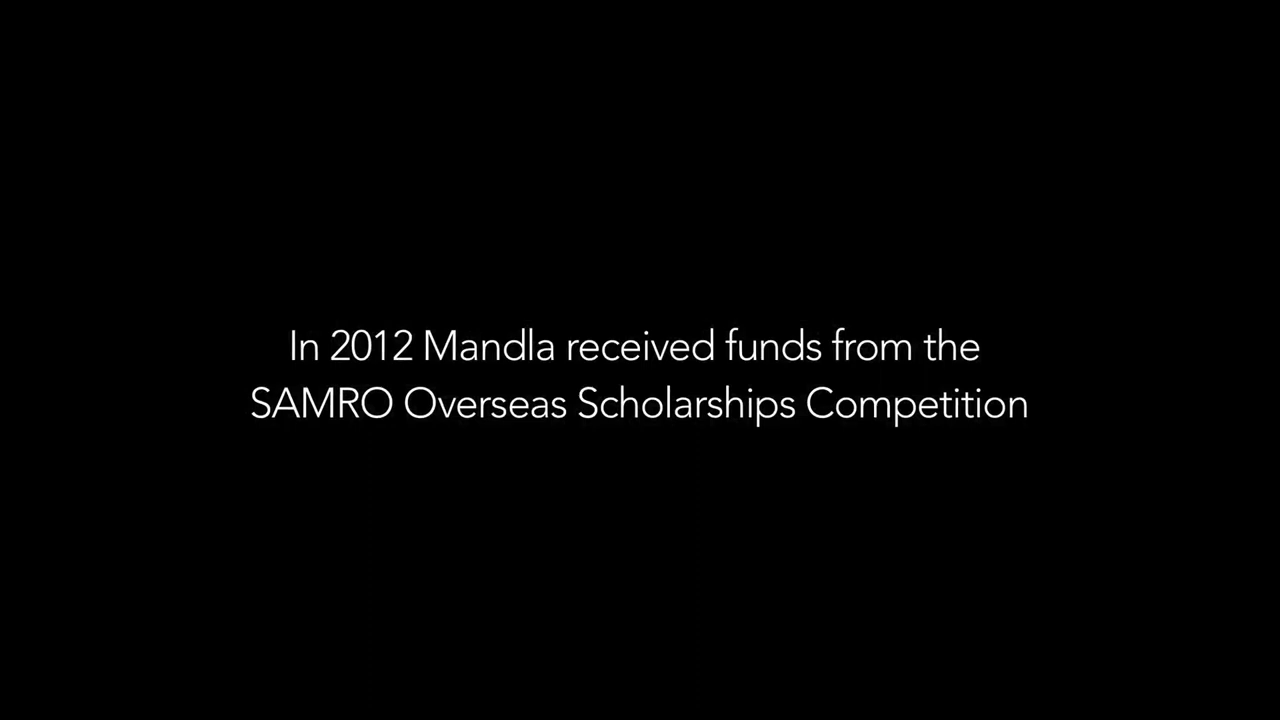 In 2012 Mandla received funds from the
SAMRO Overseas Scholarships Competition